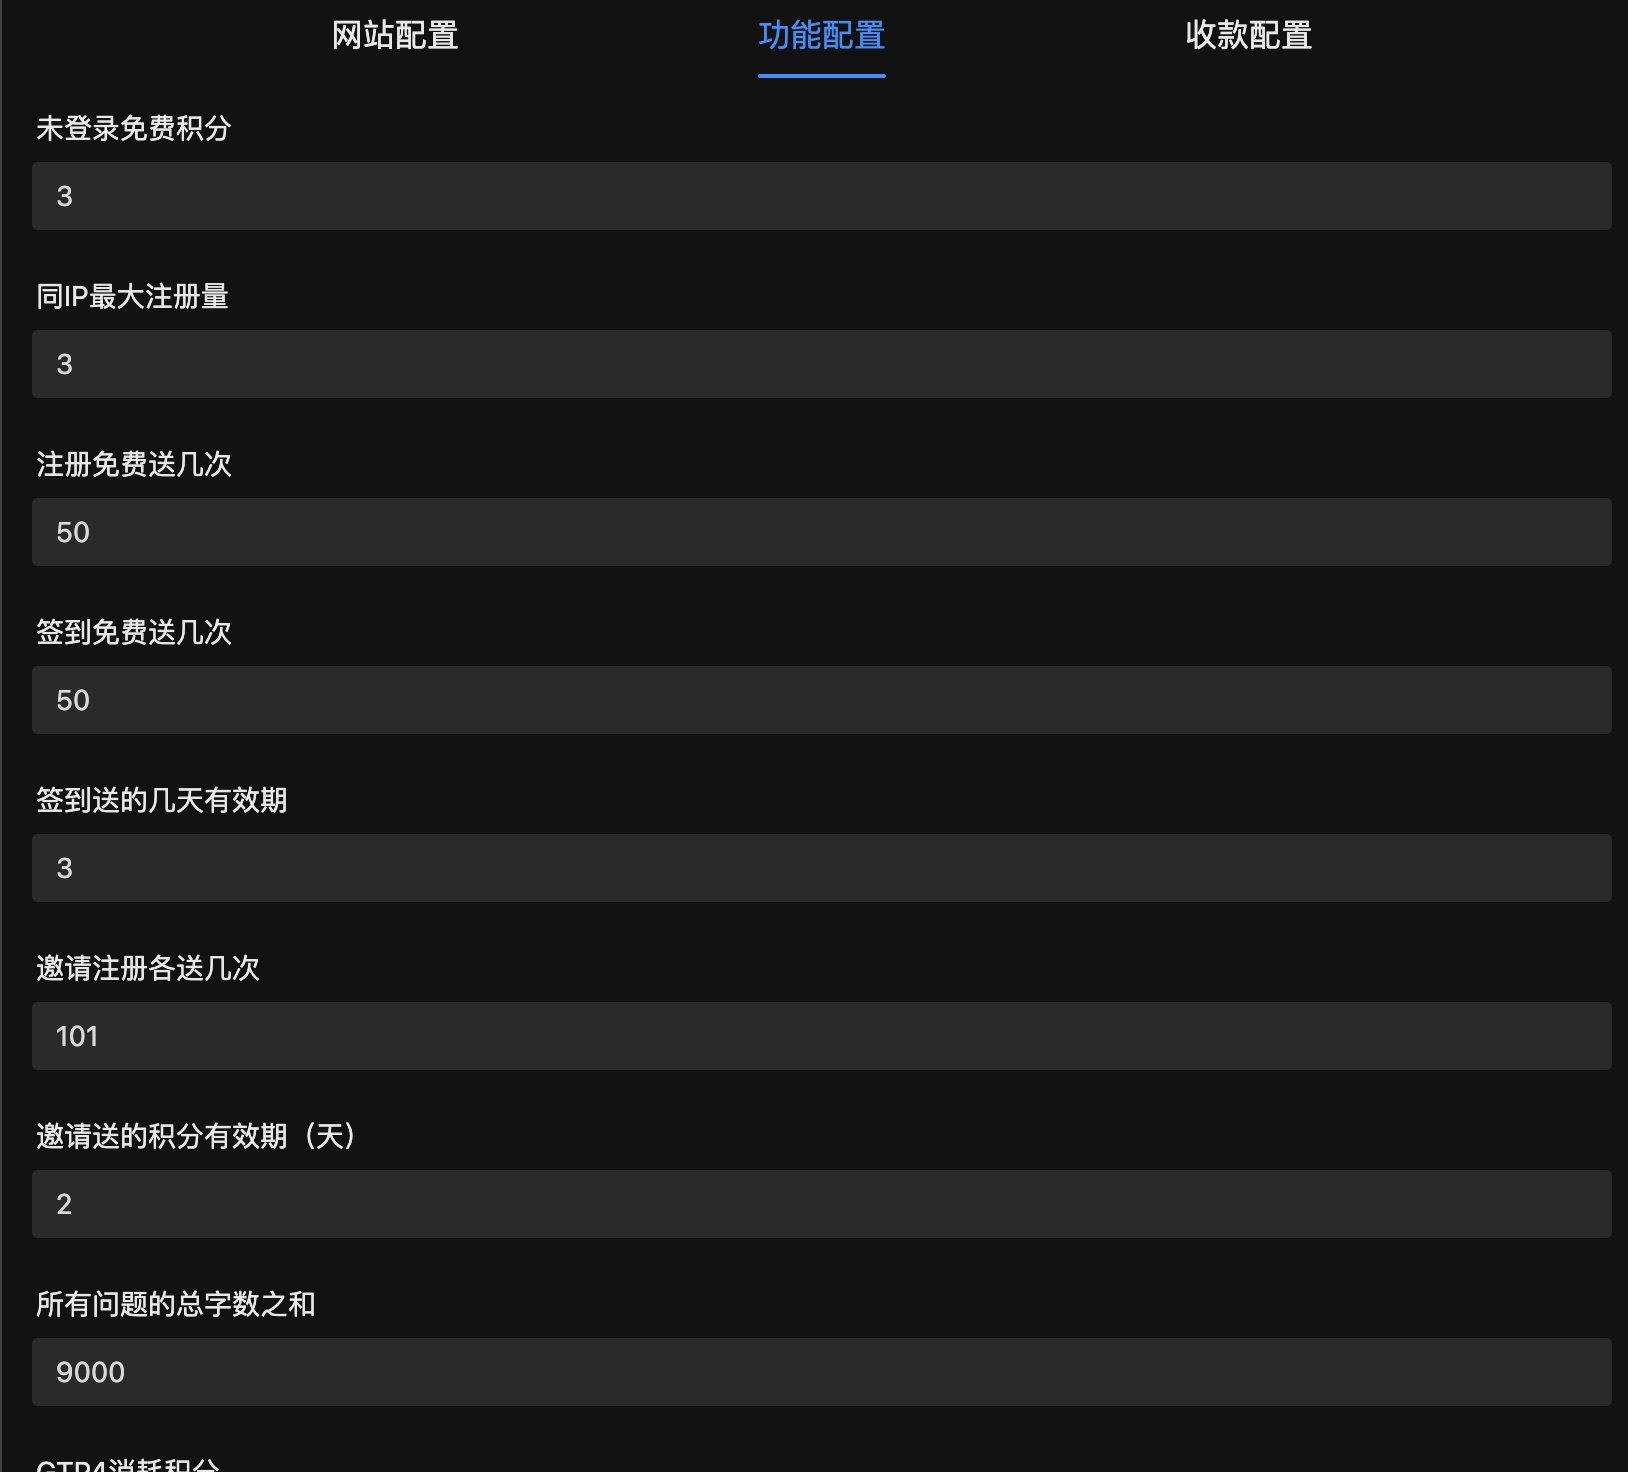 网站配置 功能配置 收款配置
未登录免费积分
3
同IP最大注册量
3
注册免费送几次
50
签到免费送几次
50
签到送的几天有效期
3
邀请注册各送几次
101
邀请送的积分有效期（天）
2
所有问题的总字数之和
9000
GTP4消耗积分